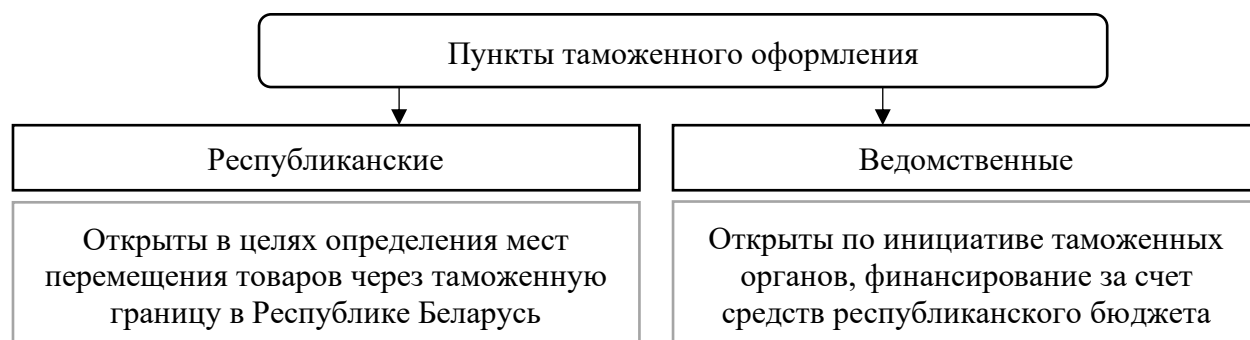 Пункты таможенного оформления
Республиканские
Ведомственные
Открыты в целях определения мест
перемещения товаров через таможенную
границу в Республике Беларусь
Открыты по инициативе таможенных
органов, финансирование за счет
средств республиканского бюджета